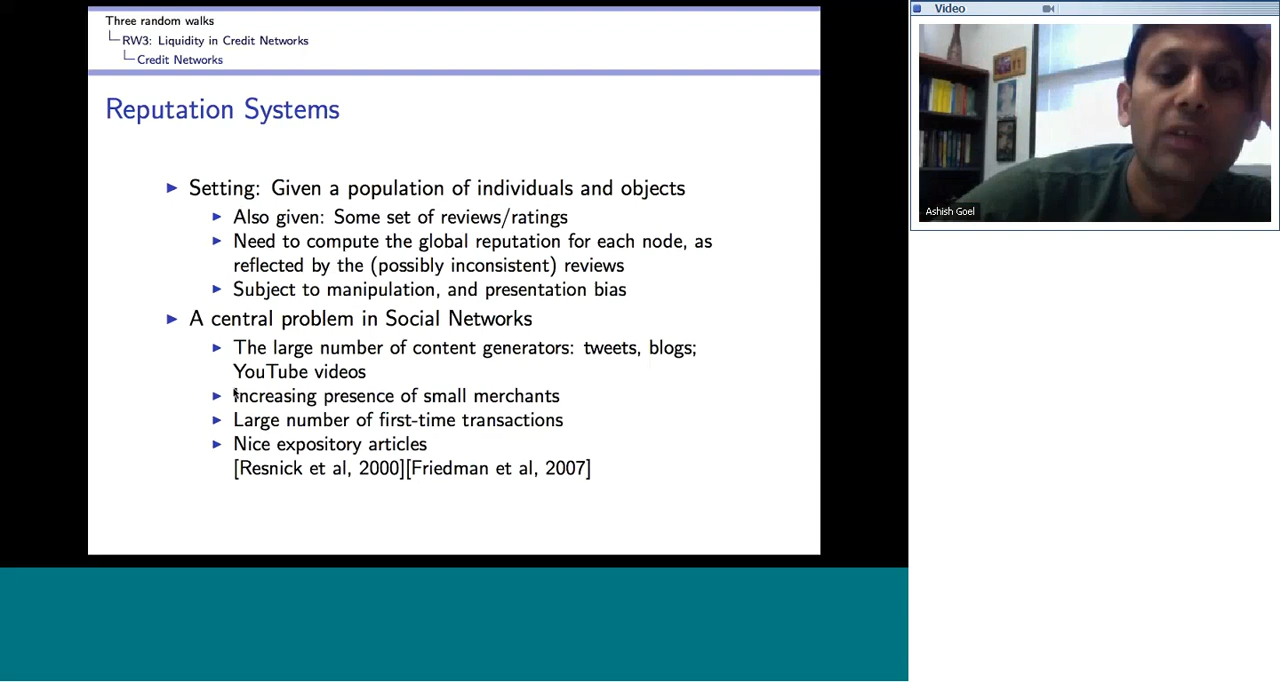 Three random walks
RW3: Liquidity in Credit Networks
Credit Networks
Reputation Systems
Setting: Given a population of individuals and objects
Also given: Some set of reviews/ratings
Need to compute the global reputation for each node, as
reflected by the (possibly inconsistent) reviews
Subject to manipulation, and presentation bias
A central problem in Social Networks
The large number of content generators: tweets, blogs;
YouTube videos
Increasing presence of small merchants
Large number of first-time transactions
Nice expository articles
[Resnick et al, 2000][Friedman et al, 2007]
Video
Ashish Goel